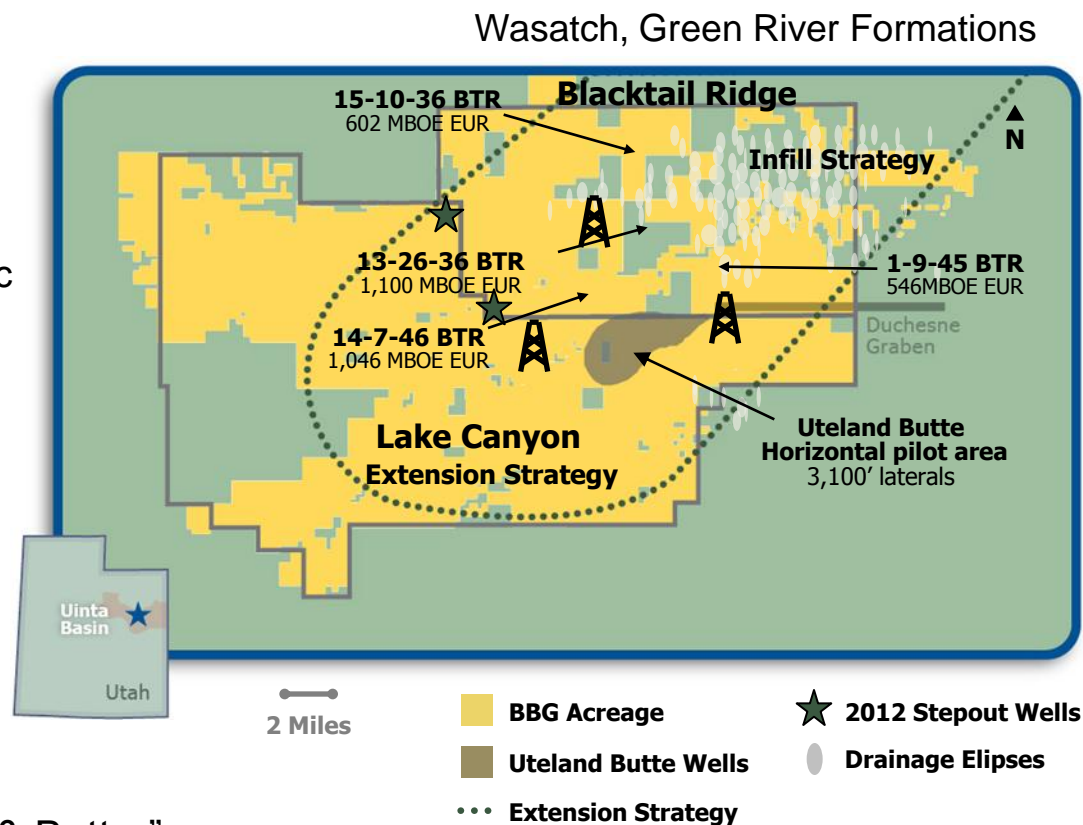 Wasatch, Green River Formations
Blacktail Ridge
15-10-36 BTR
602 MBOE EUR
N
Infill Strategy
c
13-26-36 BTR
1,100 MBOE EUR
1-9-45 BTR
546MBOE EUR
14-7-46 BTR
1,046 MBOE EUR
Duchesne
Graben
Lake Canyon
Extension Strategy
Uteland Butte
Horizontal pilot area
3,100’ laterals
Uinta
Basin
Utah
2 Miles
BBG Acreage
2012 Stepout Wells
Uteland Butte Wells
Drainage Elipses
Extension Strategy